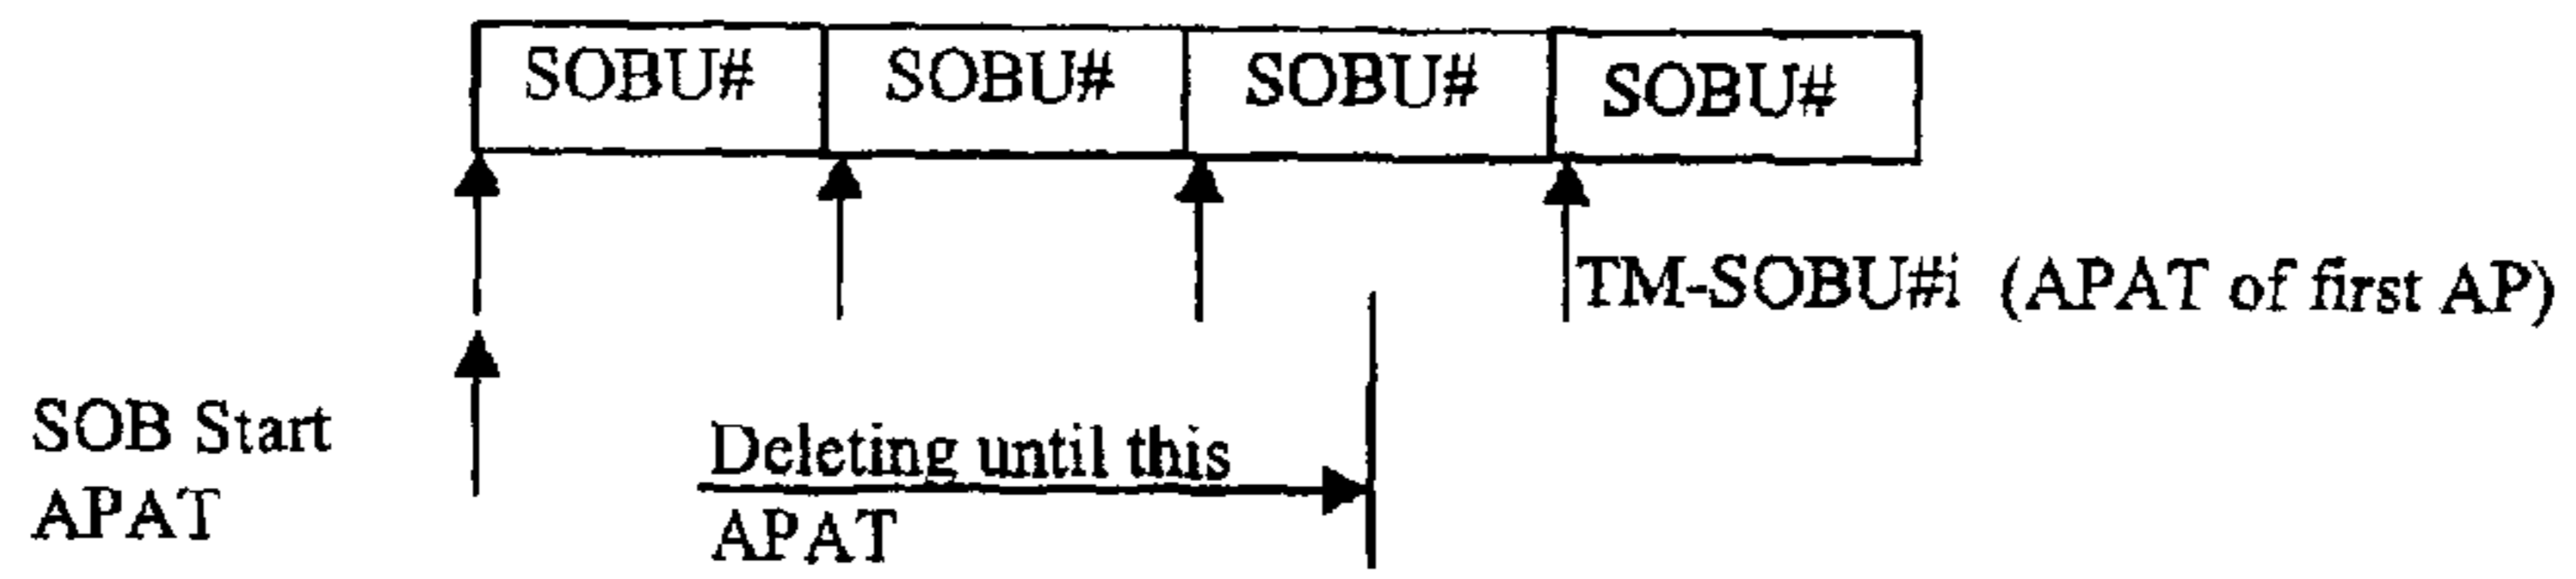 SOBU# SOBU# SOBU# SOBU#
TM-SOBU#i (APAT of first AP)
SOB Start
APAT
Deleting until this
APAT